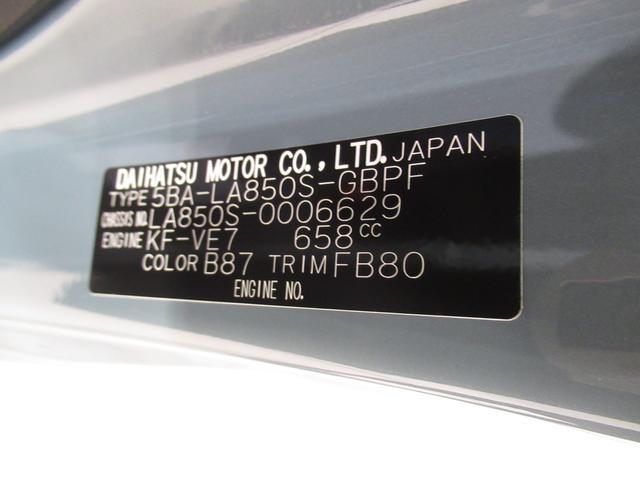 DAIHATSU MOTOR CO., LTD. JAPAN
TYPE 5BA-LA850S-GBPF
CHASSIS NO. LA850S-0006629
ENGINE KF-VE7 658CC
COLOR B87 TRIM FB80
ENGINE NO.